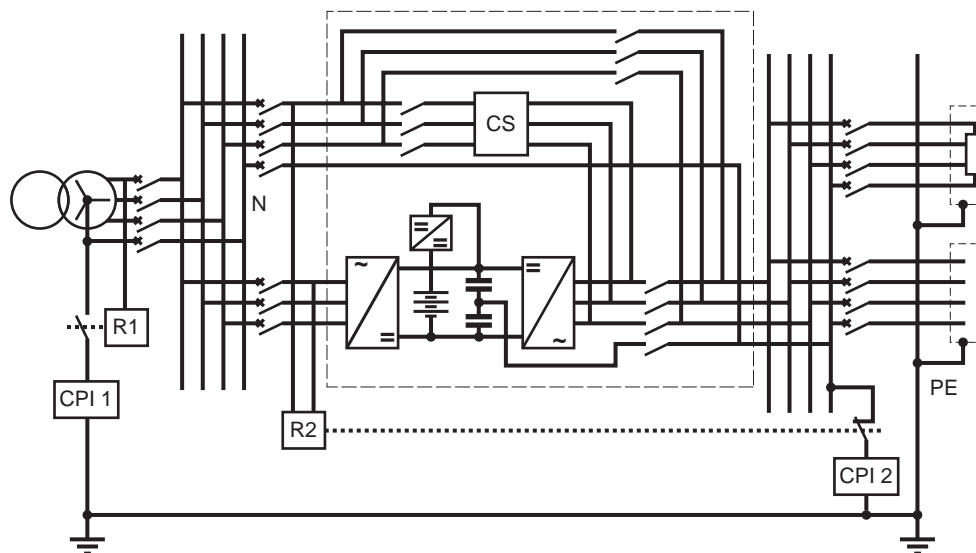 CS
N
~
=
=
=
=
~
R1
CPI 1
PE
R2
CPI 2